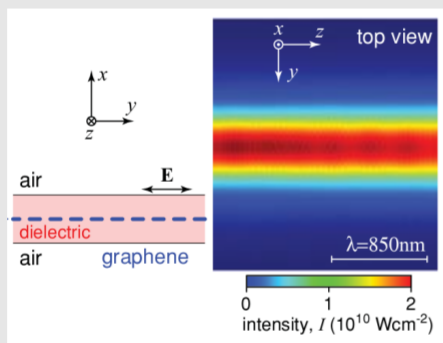 x
y
z
air
E
dielectric
air
graphene
x
z
y
top view
λ=850nm
0
1
2
intensity, I (10¹⁰ Wcm⁻²)